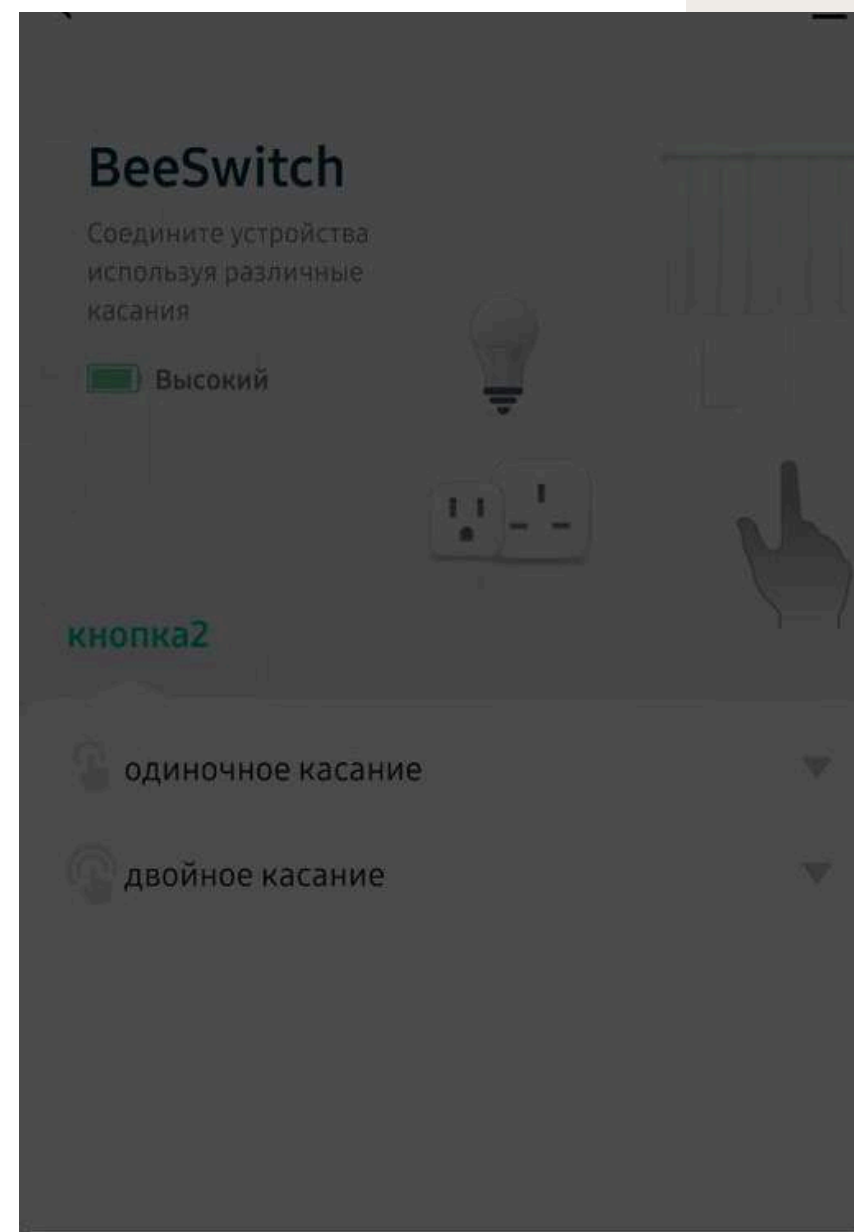 BeeSwitch
Соедините устройства
используя различные
касания
Высокий
кнопка2
одиночное касание
двойное касание